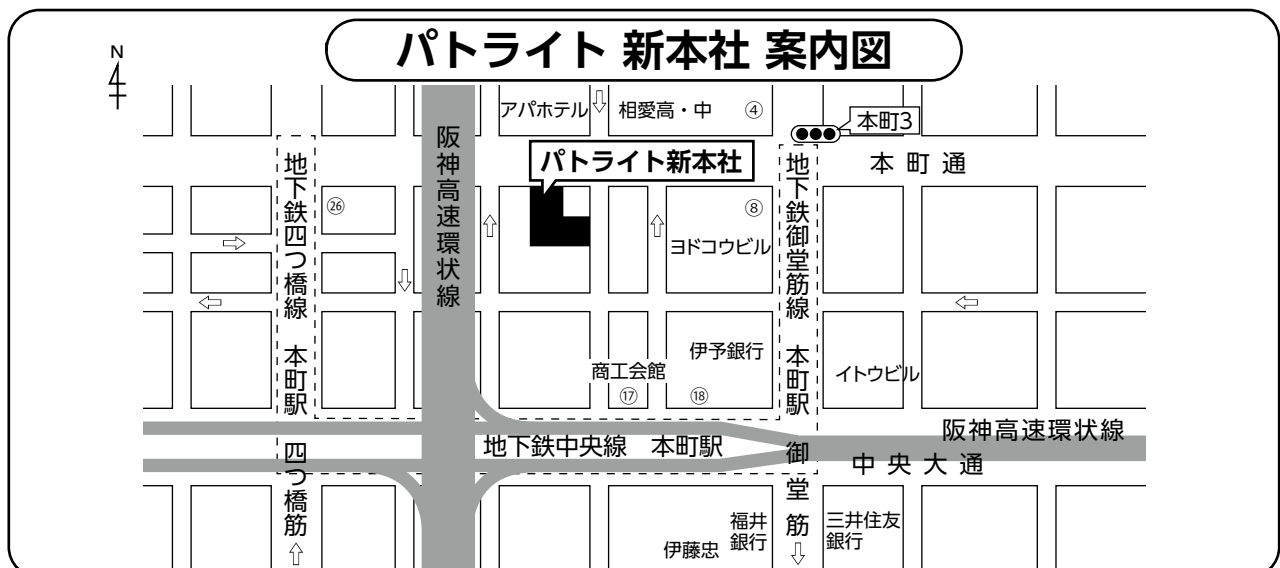 パトライト 新本社 案内図
N
アパホテル
相愛高・中
④
本町3
阪神高速環状線
パトライト新本社
本町通
地下鉄四つ橋線 本町駅
㉖
地下鉄御堂筋線 本町駅
⑧
ヨドコウビル
伊予銀行
商工会館
⑰
⑱
イトウビル
阪神高速環状線
地下鉄中央線 本町駅
中央大通
四つ橋筋
御堂筋
福井
銀行
伊藤忠
三井住友
銀行